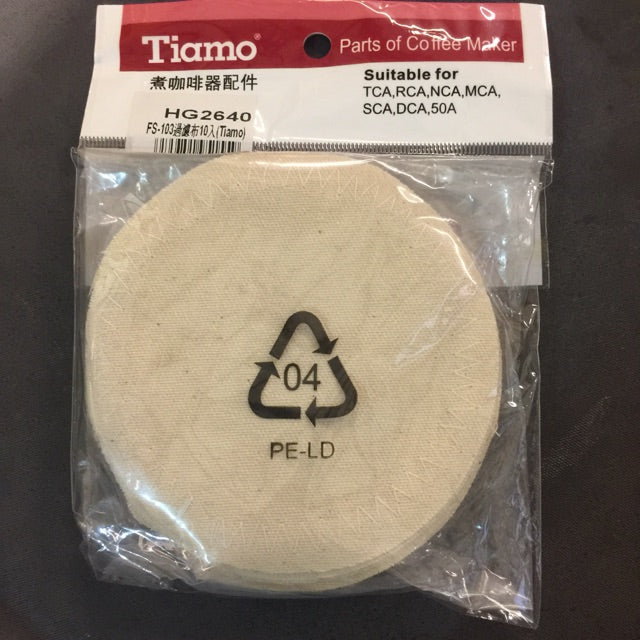 Tiamo®
Parts of Coffee Maker
煮咖啡器配件
Suitable for
TCA,RCA,NCA,MCA,
SCA,DCA,50A
HG2640
FS-103過濾布10入(Tiamo)
04
PE-LD